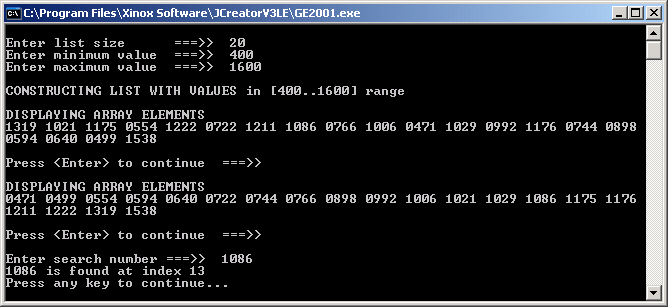 C:\Program Files\Xinox Software\JCreatorV3LE\GE2001.exe
Enter list size      ===>>  20
Enter minimum value  ===>>  400
Enter maximum value  ===>>  1600
CONSTRUCTING LIST WITH VALUES in [400..1600] range
DISPLAYING ARRAY ELEMENTS
1319 1021 1175 0554 1222 0722 1211 1086 0766 1006 0471 1029 0992 1176 0744 0898
0594 0640 0499 1538
Press <Enter> to continue  ===>>
DISPLAYING ARRAY ELEMENTS
0471 0499 0554 0594 0640 0722 0744 0766 0898 0992 1006 1021 1029 1086 1175 1176
1211 1222 1319 1538
Press <Enter> to continue  ===>>
Enter search number ===>>  1086
1086 is found at index 13
Press any key to continue...